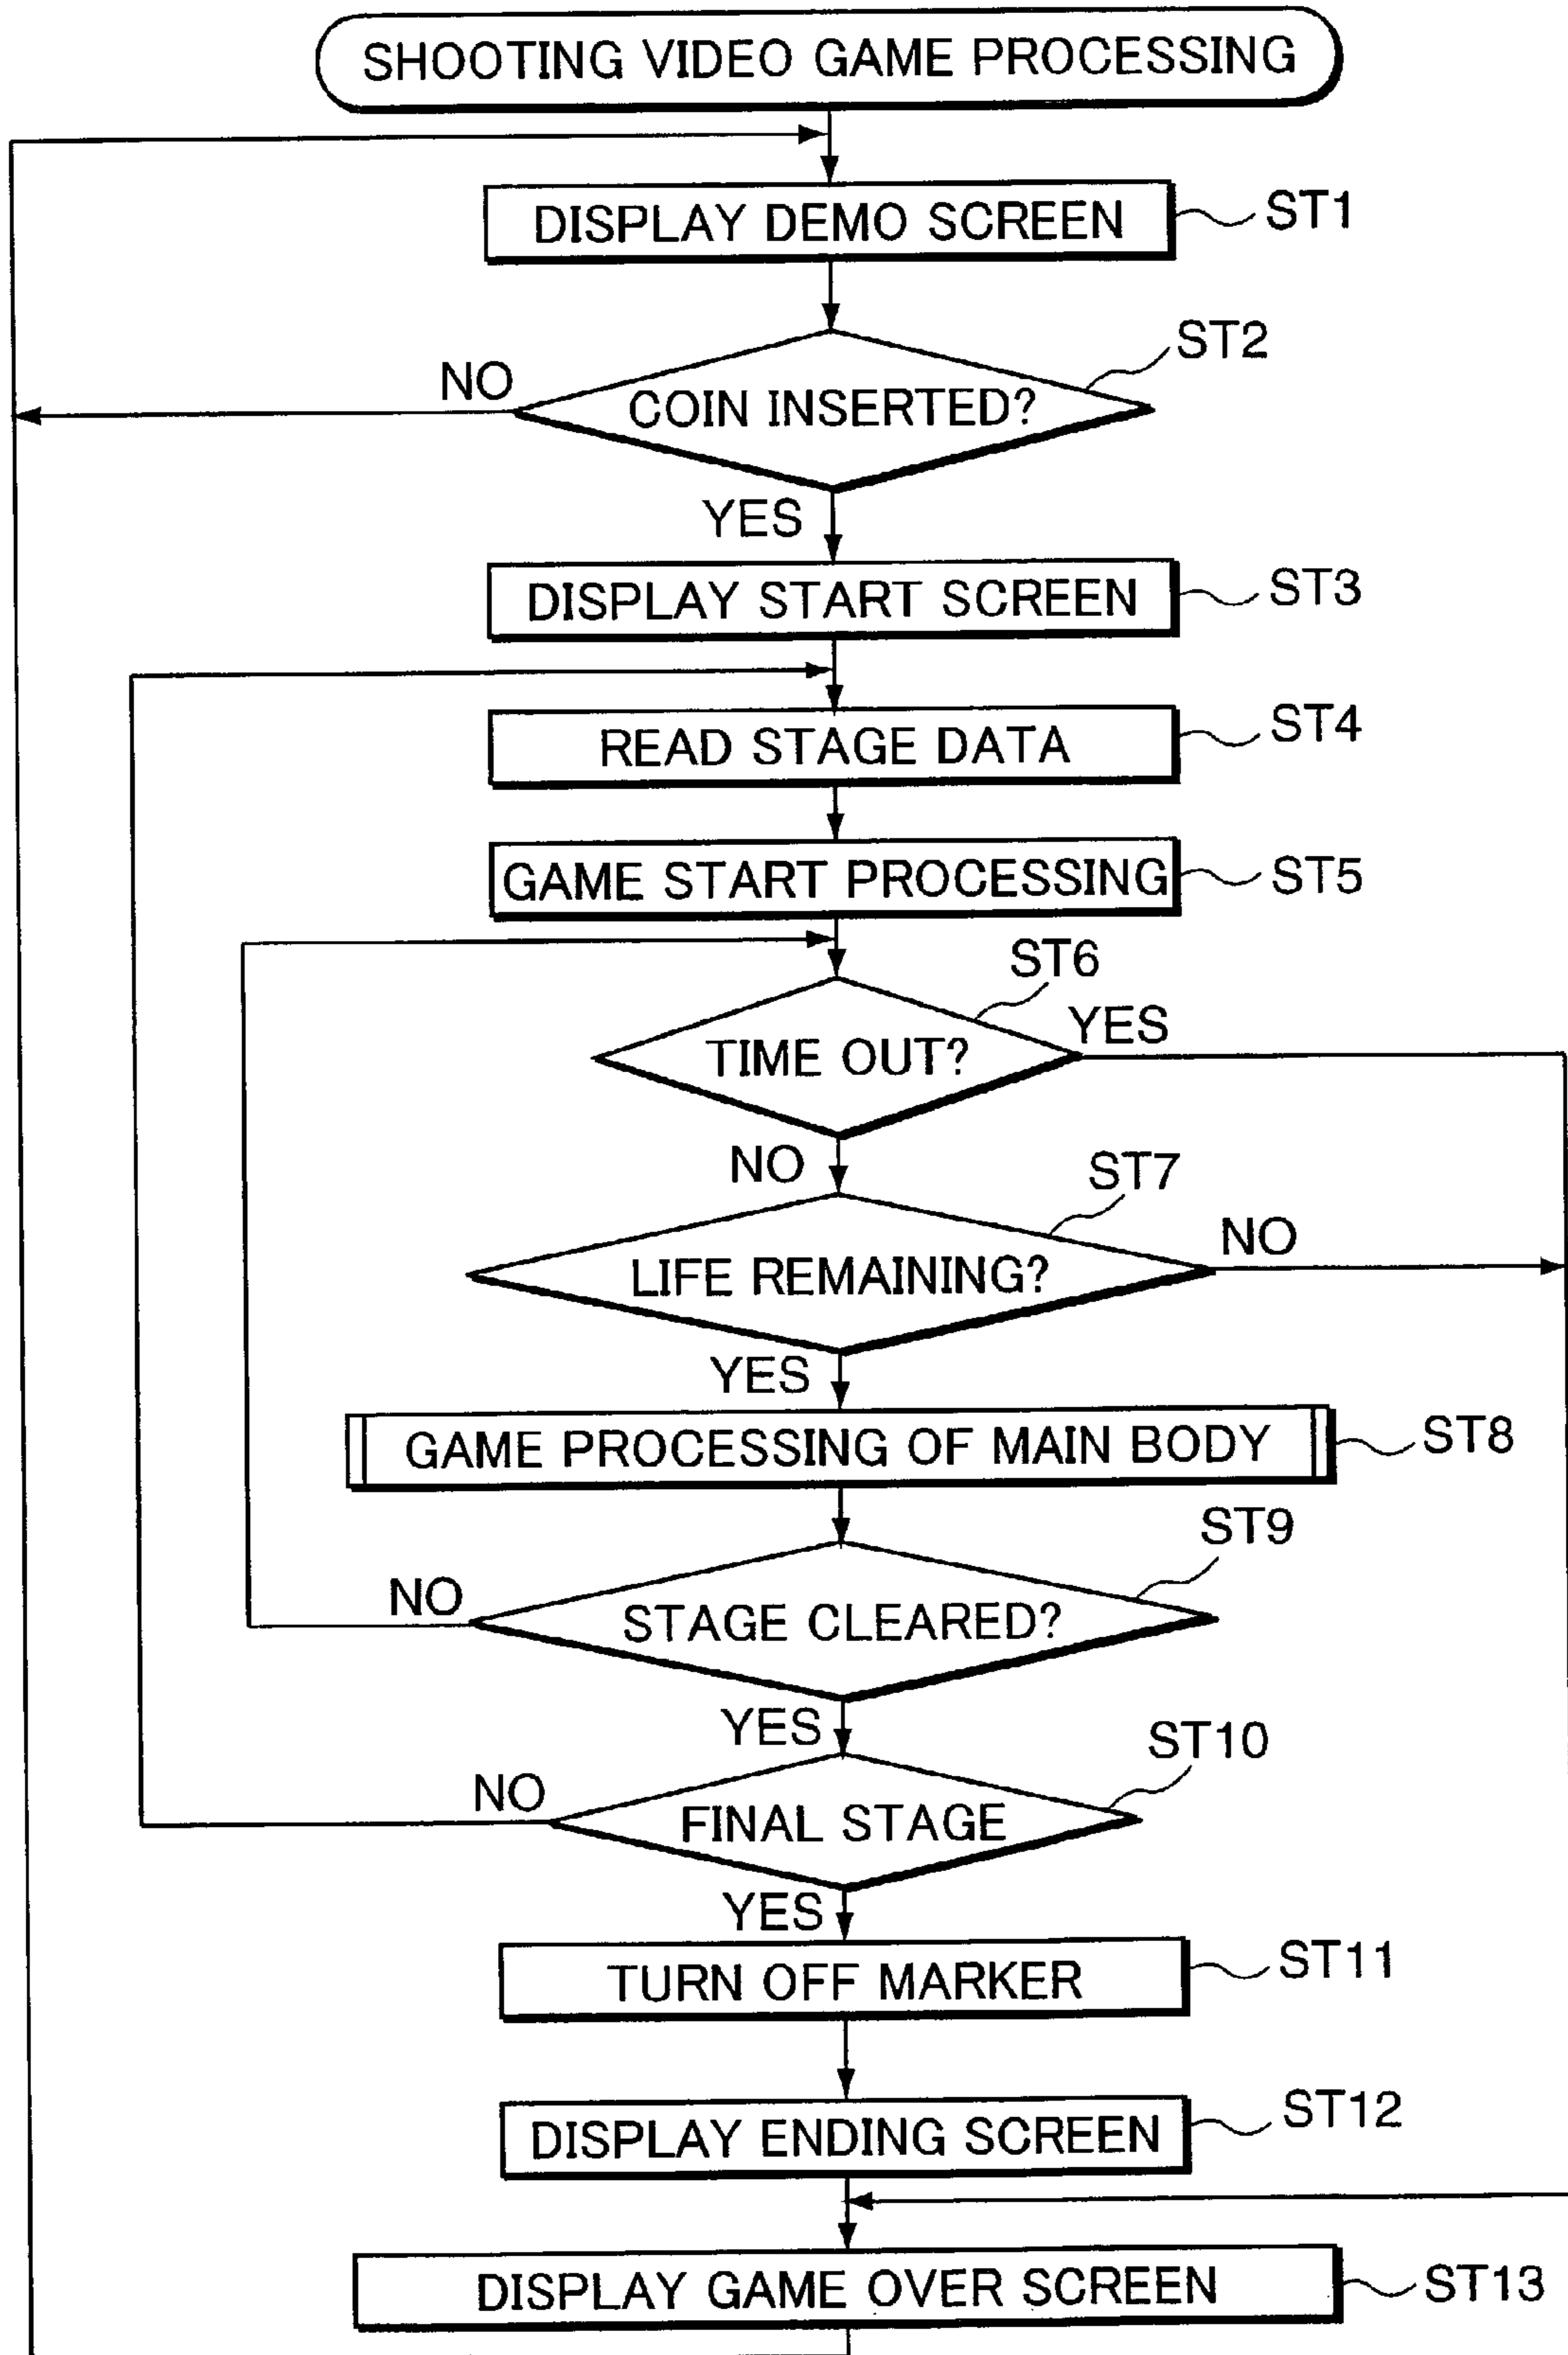 SHOOTING VIDEO GAME PROCESSING
DISPLAY DEMO SCREEN
ST1
ST2
NO
COIN INSERTED?
YES
DISPLAY START SCREEN
ST3
READ STAGE DATA
ST4
GAME START PROCESSING
ST5
ST6
YES
TIME OUT?
NO
ST7
NO
LIFE REMAINING?
YES
GAME PROCESSING OF MAIN BODY
ST8
ST9
NO
STAGE CLEARED?
YES
ST10
NO
FINAL STAGE
YES
TURN OFF MARKER
ST11
DISPLAY ENDING SCREEN
ST12
DISPLAY GAME OVER SCREEN
ST13